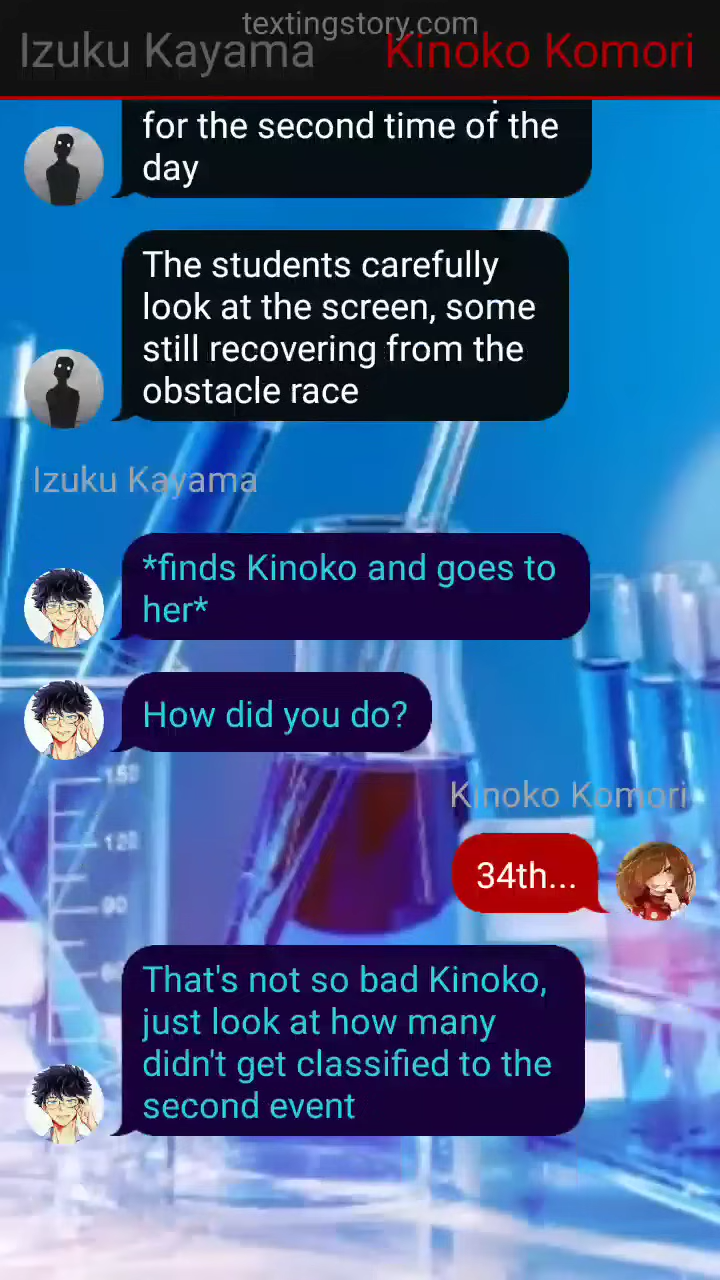 textingstory.com
Izuku Kayama
Kinoko Komori
for the second time of the
day
The students carefully
look at the screen, some
still recovering from the
obstacle race
Izuku Kayama
*finds Kinoko and goes to
her*
How did you do?
Kinoko Komori
34th...
That's not so bad Kinoko,
just look at how many
didn't get classified to the
second event
150
120
90